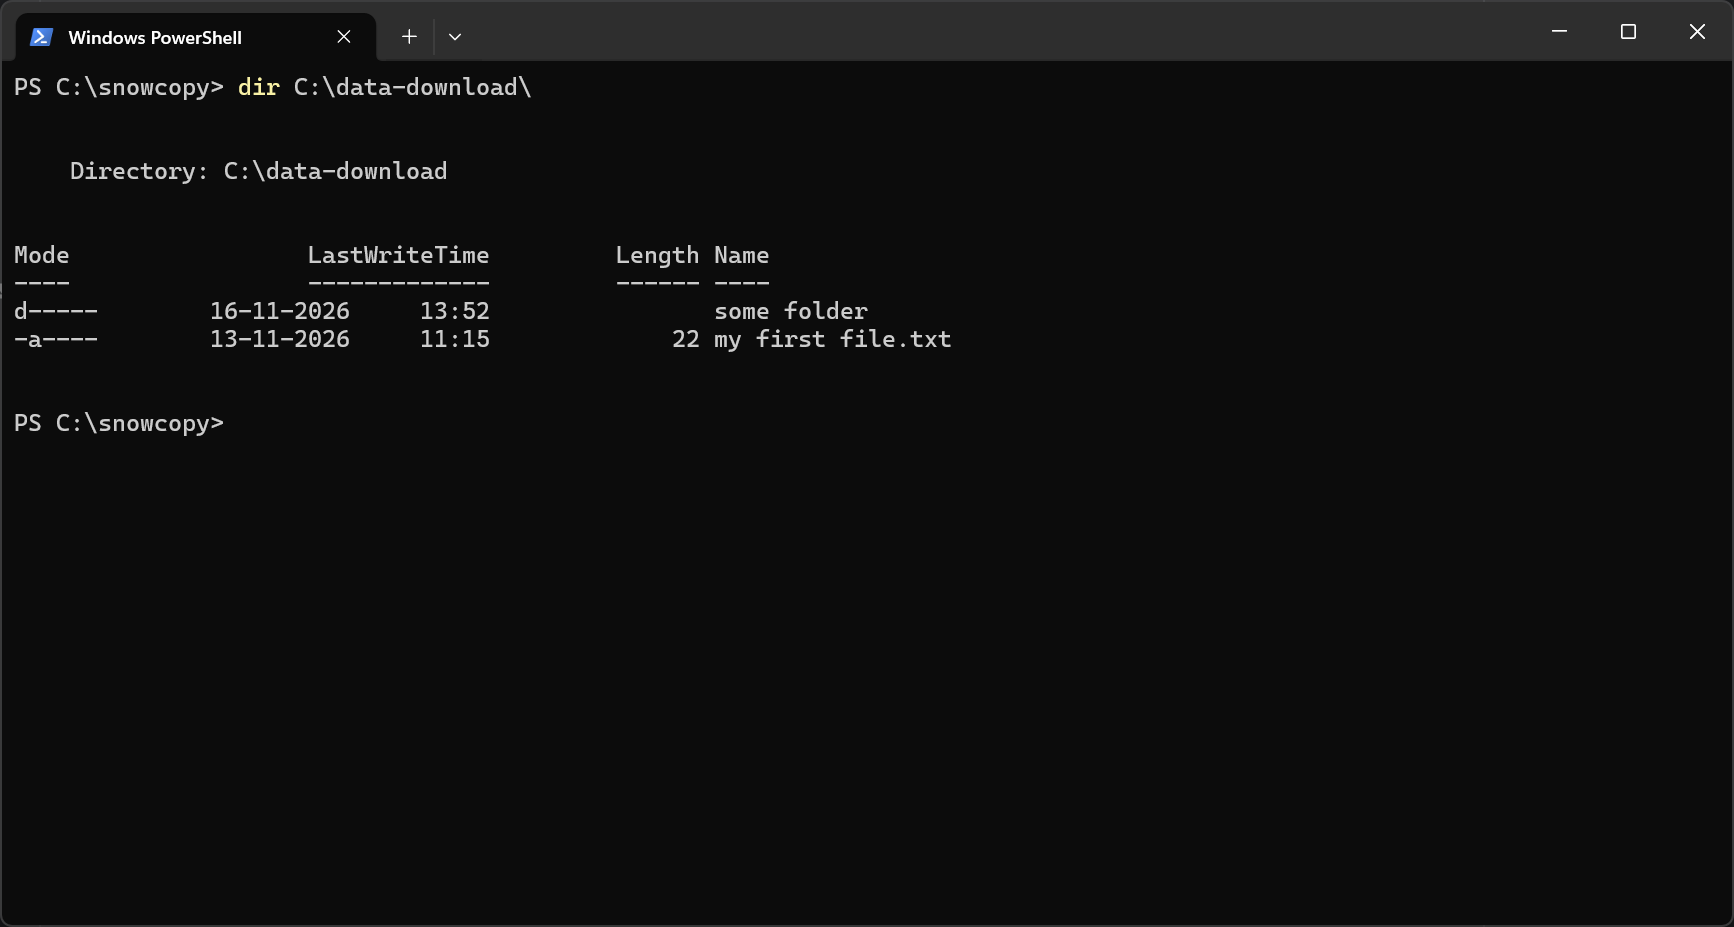 Windows PowerShell
PS C:\snowcopy> dir C:\data-download\
Directory: C:\data-download
Mode                 LastWriteTime         Length Name
----                 -------------         ------ ----
d-----        16-11-2026     13:52                some folder
-a----        13-11-2026     11:15             22 my first file.txt
PS C:\snowcopy>